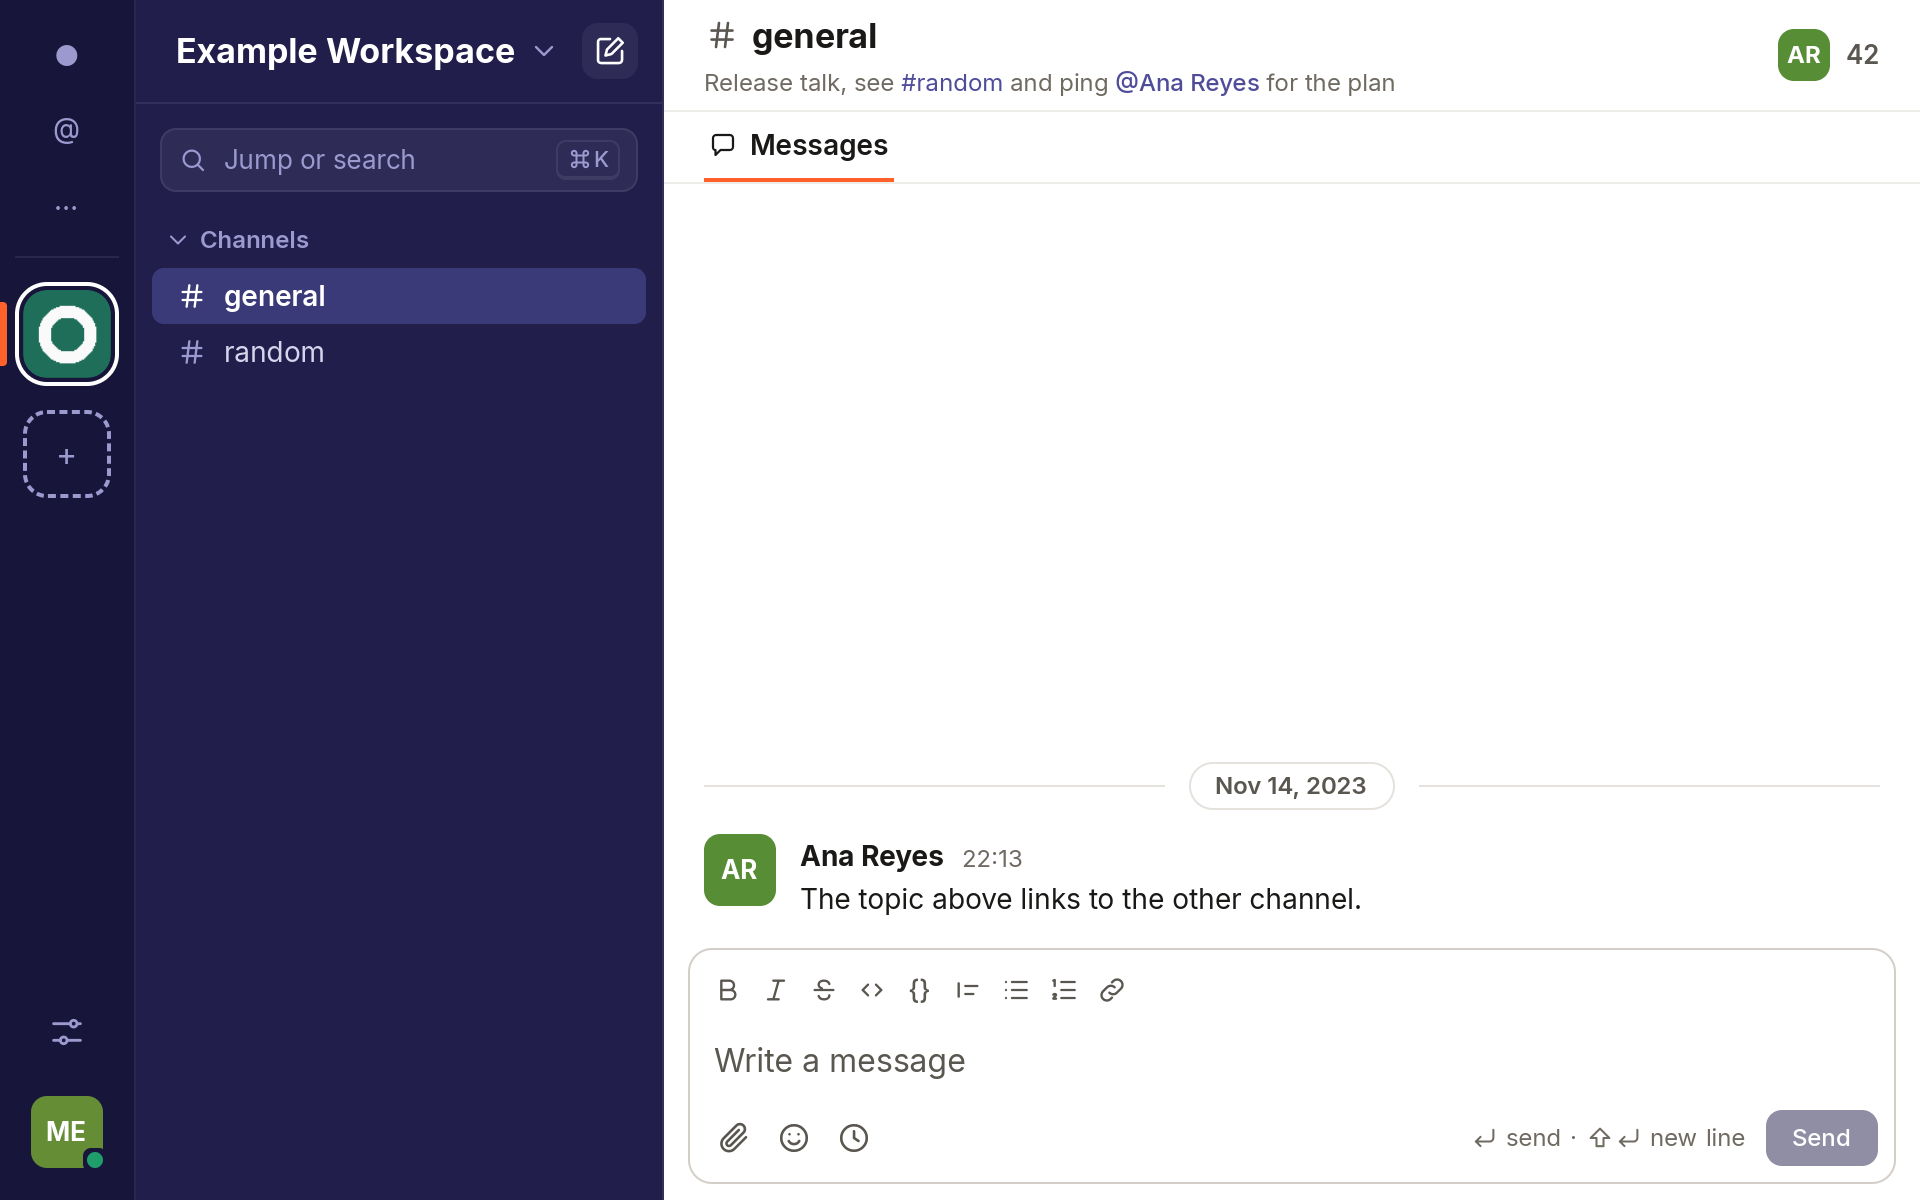 @
Example Workspace
Jump or search
⌘K
Channels
# general
# random
+
ME
# general
Release talk, see #random and ping @Ana Reyes for the plan
AR 42
Messages
Nov 14, 2023
AR
Ana Reyes 22:13
The topic above links to the other channel.
Write a message
send · new line
Send